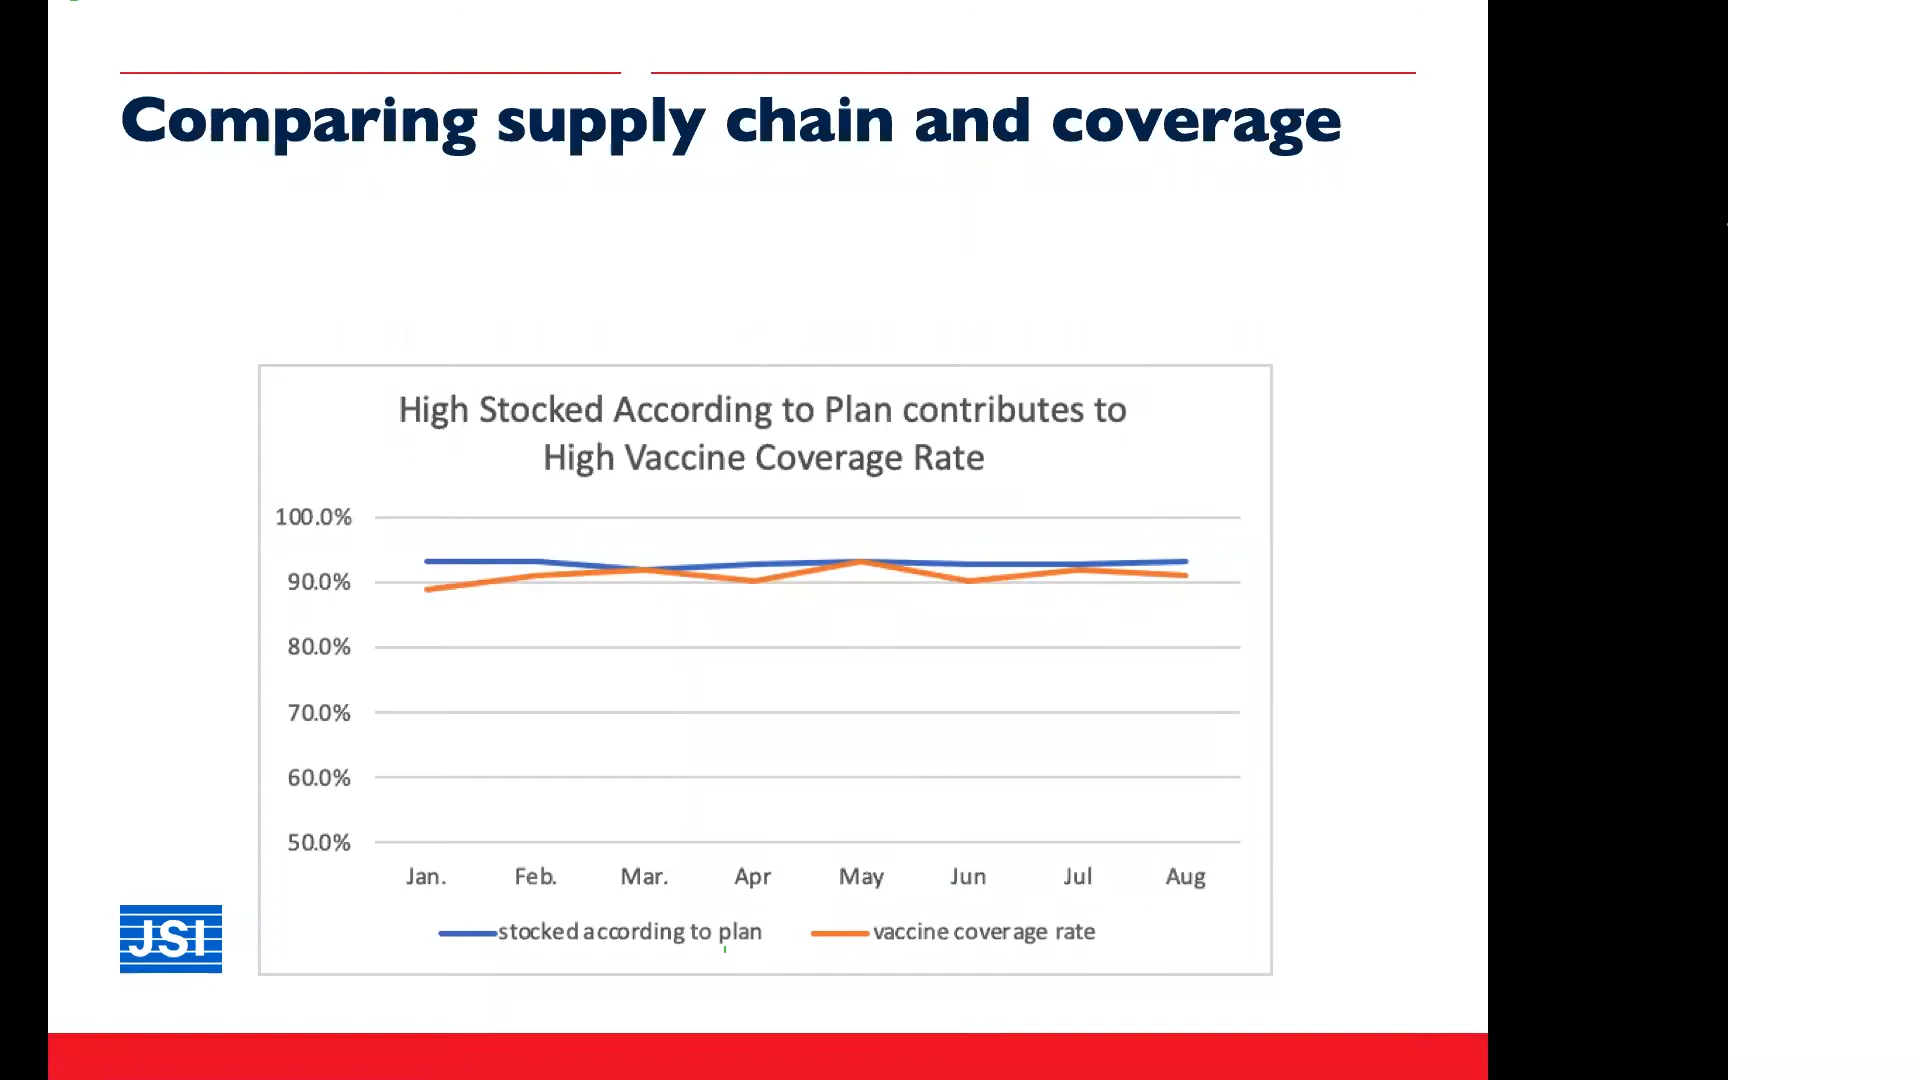 Comparing supply chain and coverage
High Stocked According to Plan contributes to
High Vaccine Coverage Rate
100.0%
90.0%
80.0%
70.0%
60.0%
50.0%
Jan. Feb. Mar. Apr May Jun Jul Aug
stocked according to plan vaccine coverage rate
JSI